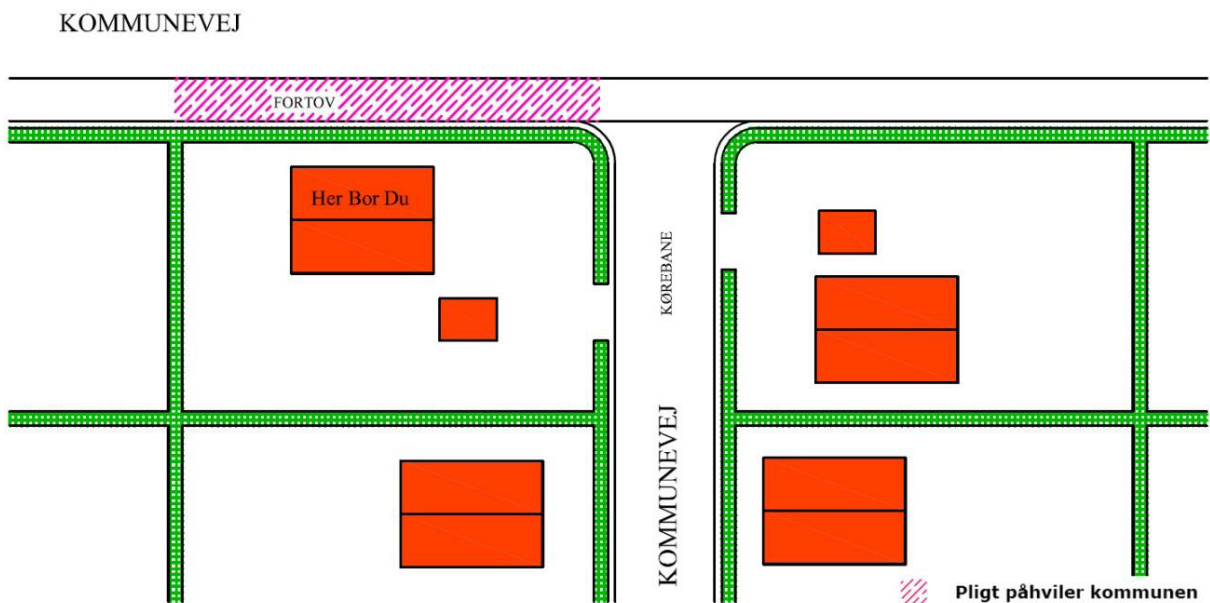 KOMMUNEVEJ
FORTOV
Her Bor Du
KØREBANE
KOMMUNEVEJ
Pligt påhviler kommunen